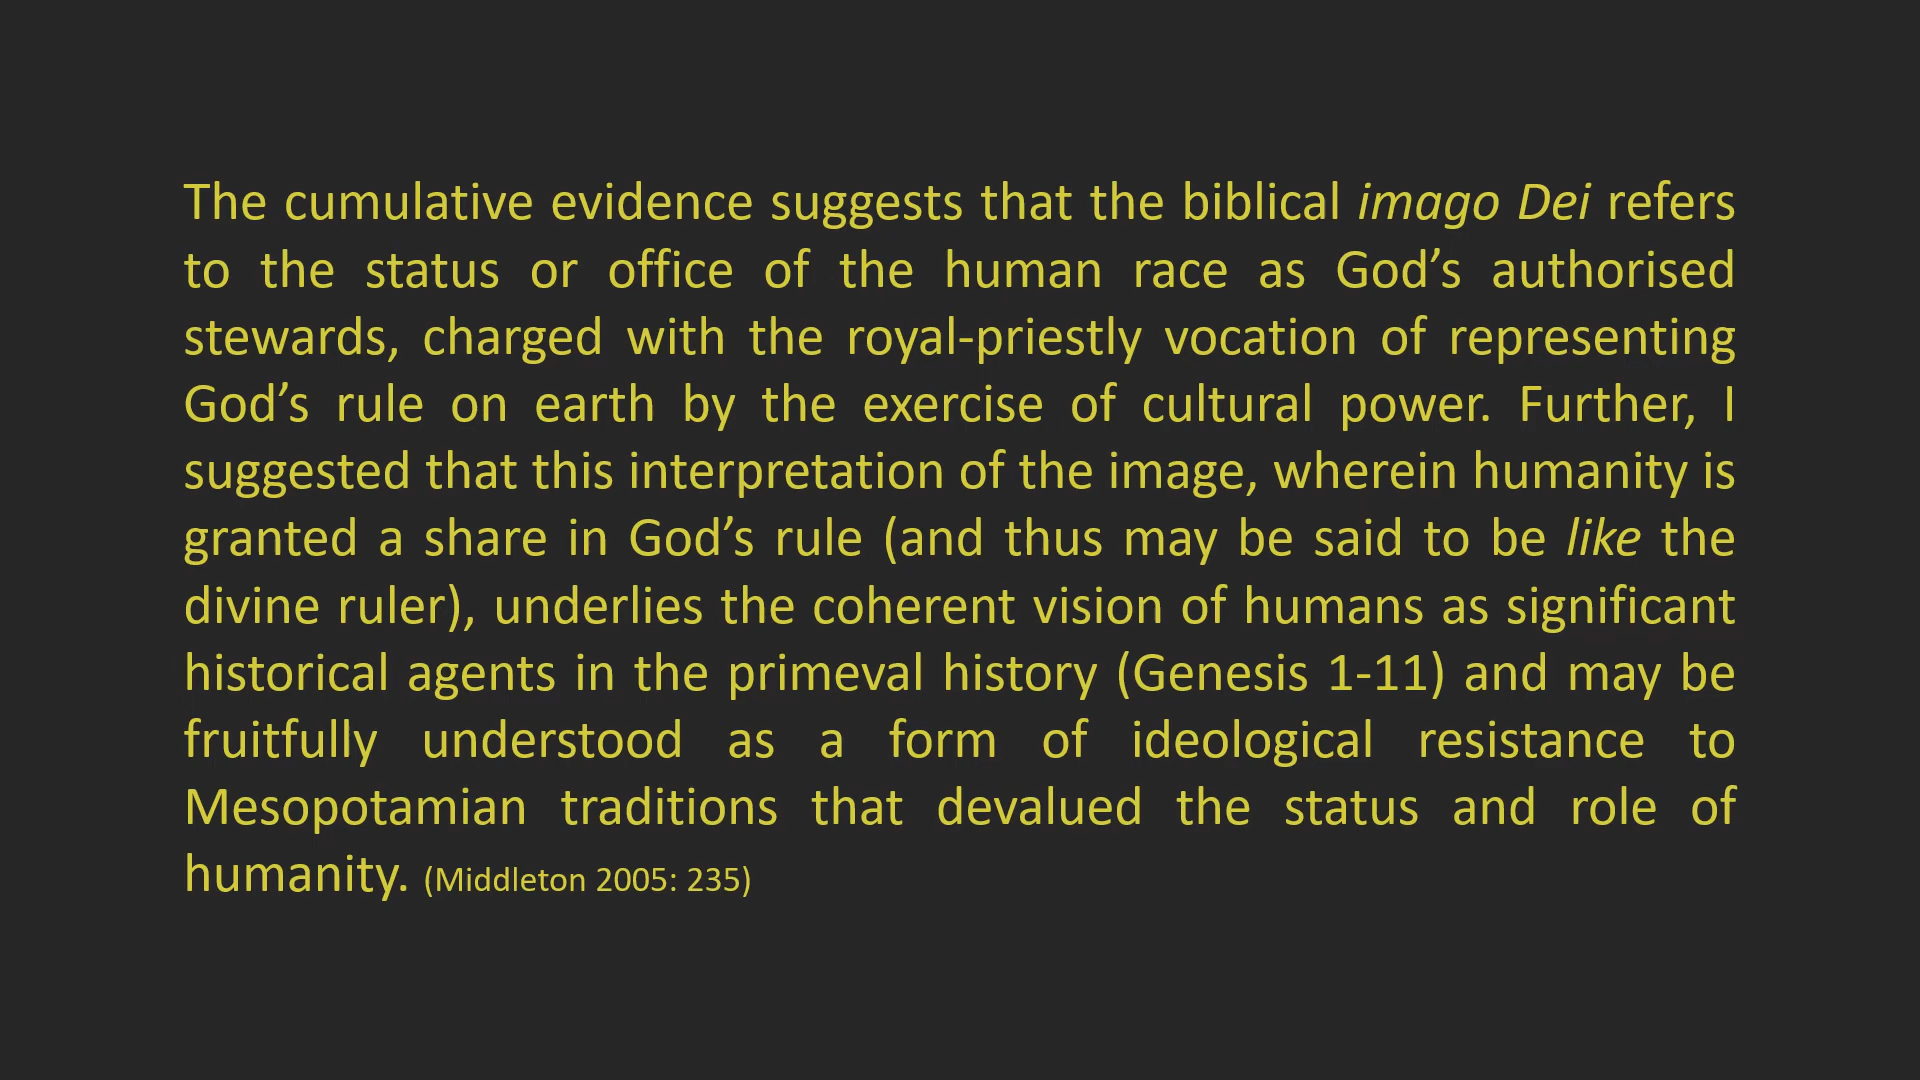 The cumulative evidence suggests that the biblical imago Dei refers
to the status or office of the human race as God’s authorised
stewards, charged with the royal-priestly vocation of representing
God’s rule on earth by the exercise of cultural power. Further, I
suggested that this interpretation of the image, wherein humanity is
granted a share in God’s rule (and thus may be said to be like the
divine ruler), underlies the coherent vision of humans as significant
historical agents in the primeval history (Genesis 1-11) and may be
fruitfully understood as a form of ideological resistance to
Mesopotamian traditions that devalued the status and role of
humanity. (Middleton 2005: 235)